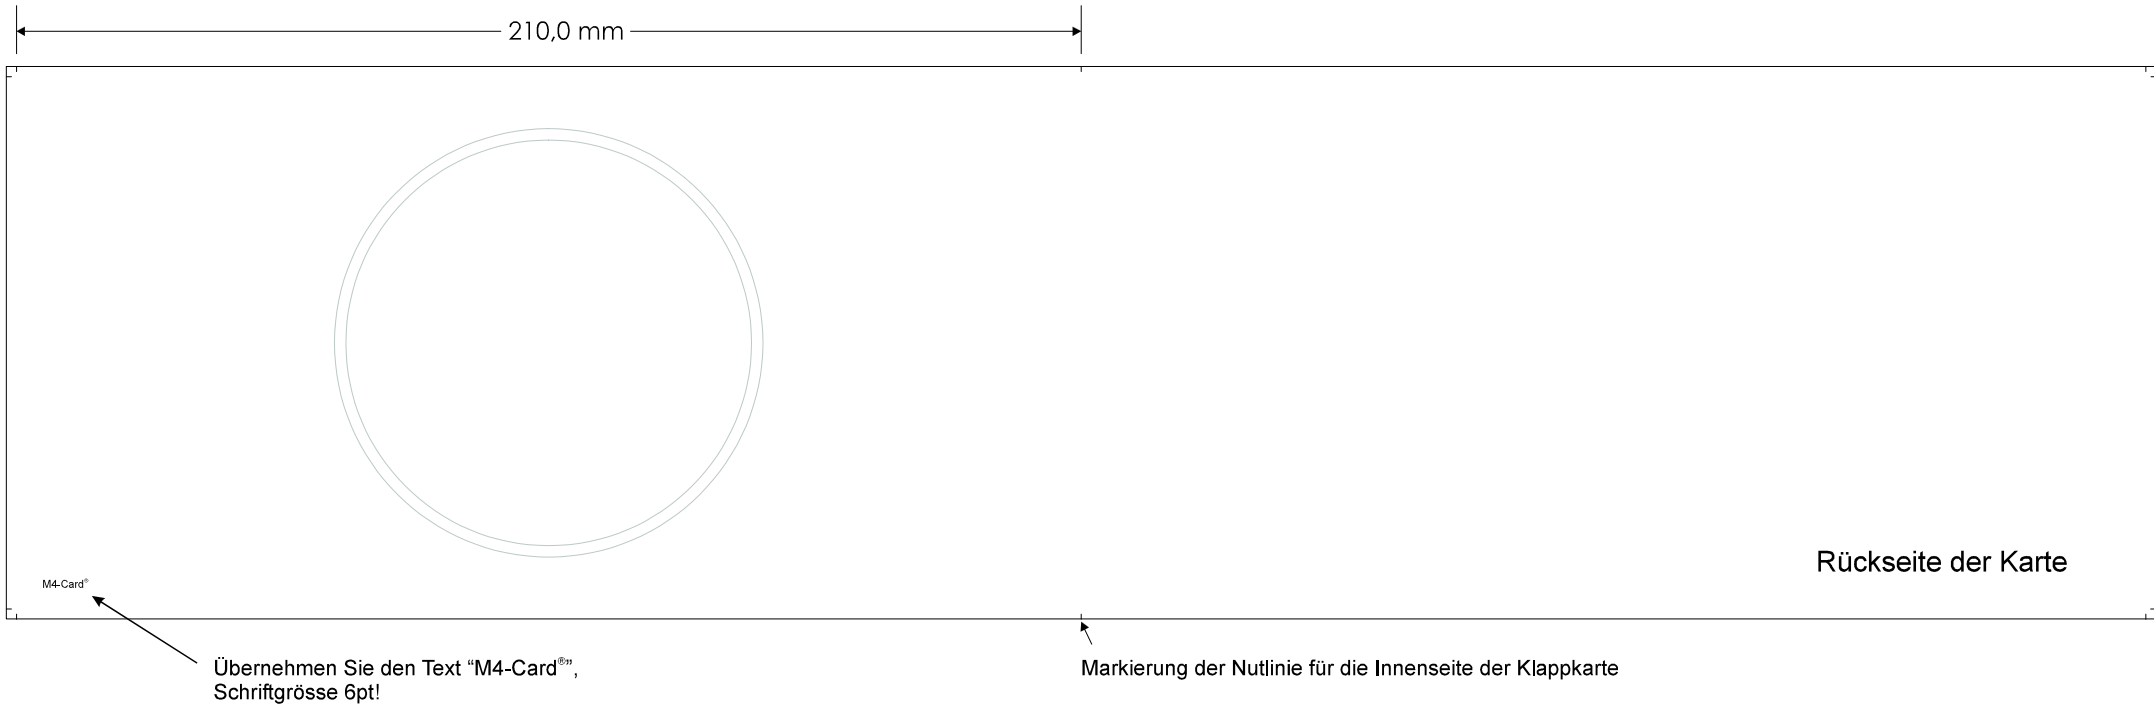 210,0 mm
Rückseite der Karte
M4-Card®
Übernehmen Sie den Text “M4-Card®”,
Schriftgrösse 6pt!
Markierung der Nutlinie für die Innenseite der Klappkarte